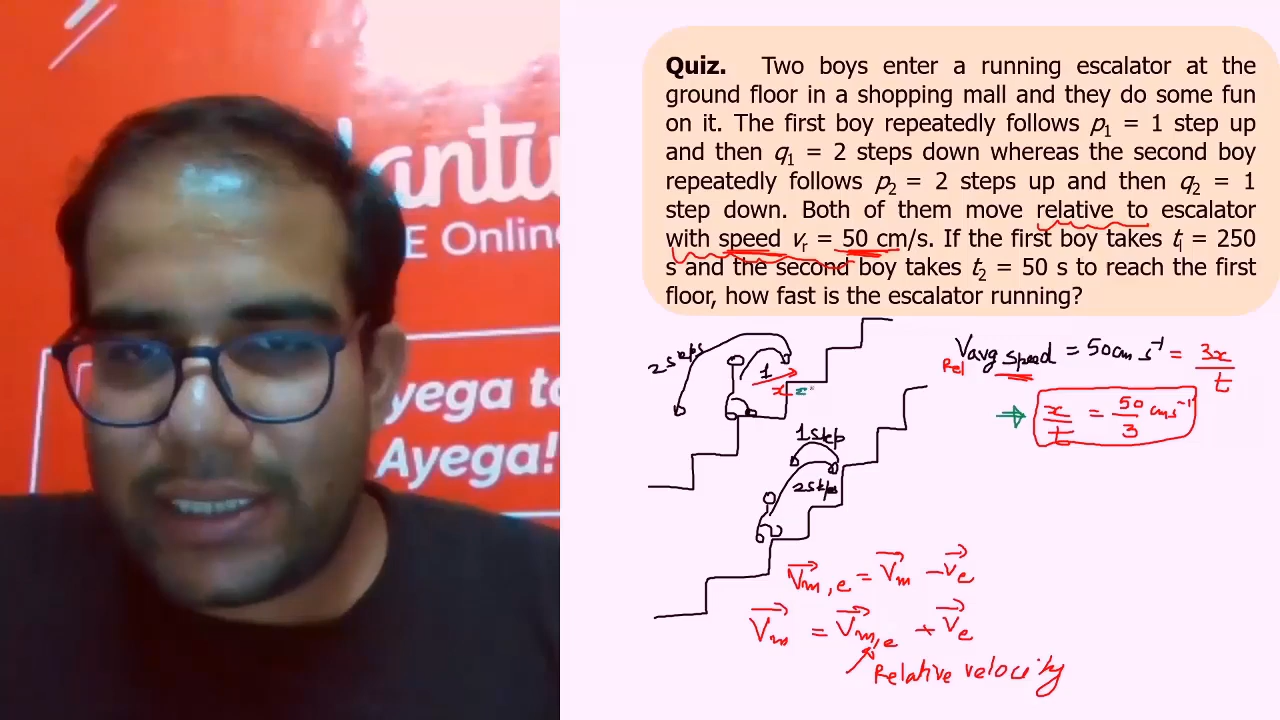 lantu
E Onlin
yega to
Ayega!
Quiz. Two boys enter a running escalator at the
ground floor in a shopping mall and they do some fun
on it. The first boy repeatedly follows p₁ = 1 step up
and then q₁ = 2 steps down whereas the second boy
repeatedly follows p₂ = 2 steps up and then q₂ = 1
step down. Both of them move relative to escalator
with speed vᵣ = 50 cm/s. If the first boy takes t₁ = 250
s and the second boy takes t₂ = 50 s to reach the first
floor, how fast is the escalator running?
2 steps
1
x =
Vavg speed = 50 cm s⁻¹ = 3x/t
Rel
⇒ x/t = 50/3 cm s⁻¹
1 step
2 steps
V⃗m,e = V⃗m - V⃗e
V⃗m = V⃗m,e + V⃗e
Relative velocity